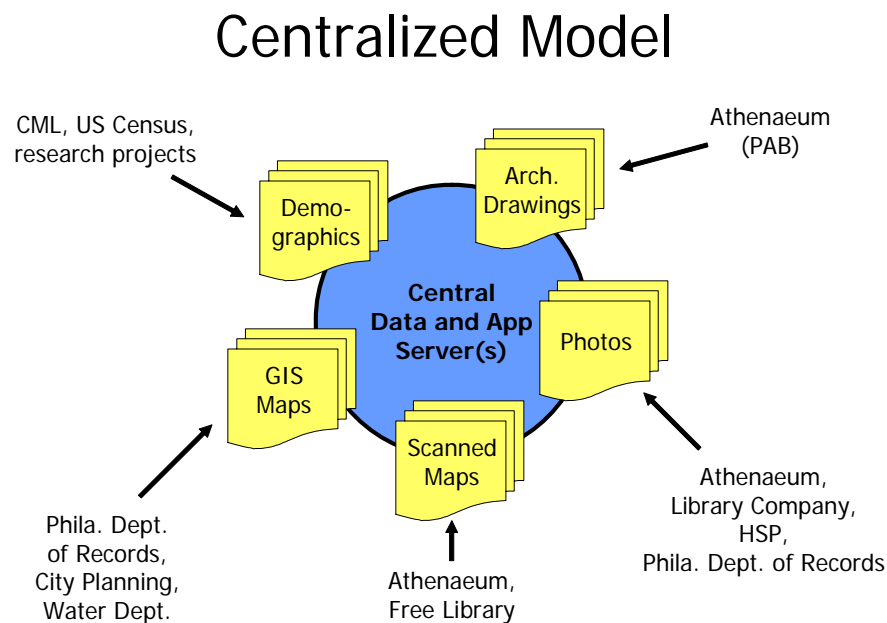 Centralized Model
CML, US Census,
research projects
Athenaeum
(PAB)
Arch.
Drawings
Demo-
graphics
Central
Data and App
Server(s)
Photos
GIS
Maps
Scanned
Maps
Phila. Dept.
of Records,
City Planning,
Water Dept.
Athenaeum,
Free Library
Athenaeum,
Library Company,
HSP,
Phila. Dept. of Records